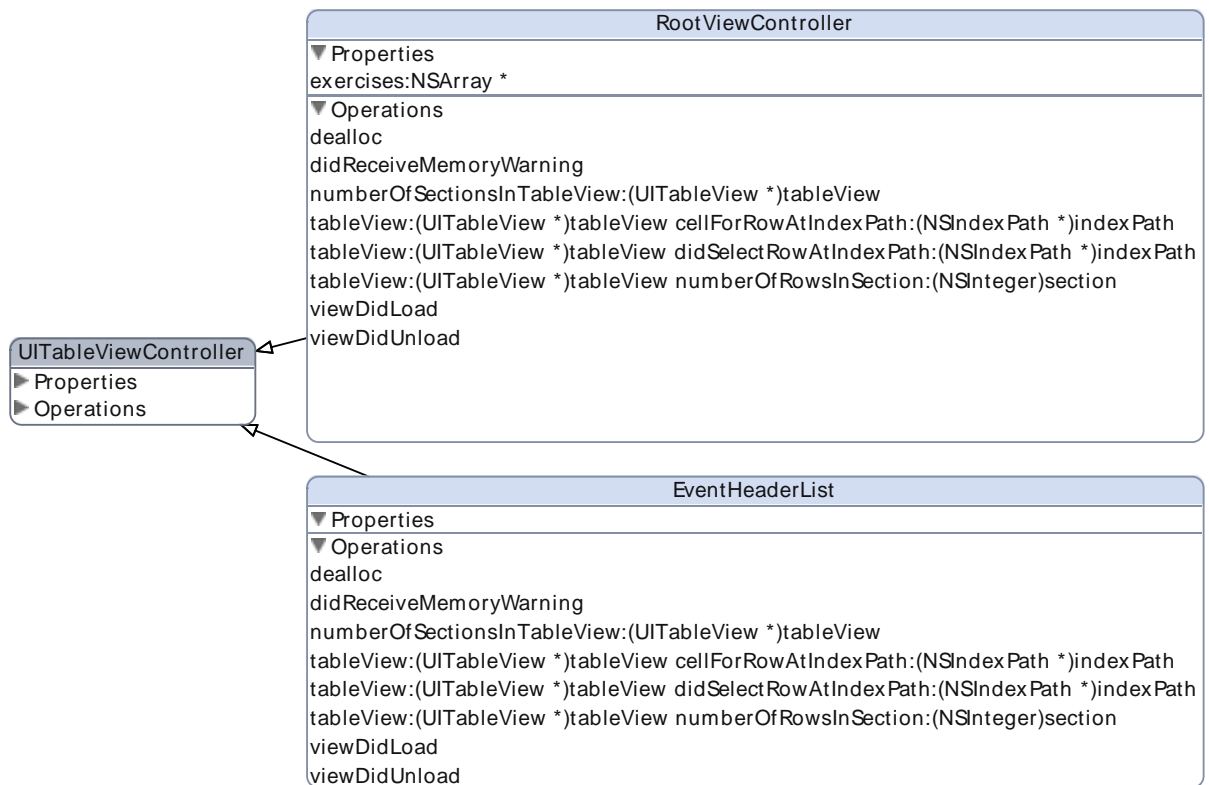 RootViewController
Properties
exercises:NSArray *
Operations
dealloc
didReceiveMemoryWarning
numberOfSectionsInTableView:(UITableView *)tableView
tableView:(UITableView *)tableView cellForRowAtIndexPath:(NSIndexPath *)indexPath
tableView:(UITableView *)tableView didSelectRowAtIndexPath:(NSIndexPath *)indexPath
tableView:(UITableView *)tableView numberOfRowsInSection:(NSInteger)section
viewDidLoad
viewDidUnload
UITableViewController
Properties
Operations
EventHeaderList
Properties
Operations
dealloc
didReceiveMemoryWarning
numberOfSectionsInTableView:(UITableView *)tableView
tableView:(UITableView *)tableView cellForRowAtIndexPath:(NSIndexPath *)indexPath
tableView:(UITableView *)tableView didSelectRowAtIndexPath:(NSIndexPath *)indexPath
tableView:(UITableView *)tableView numberOfRowsInSection:(NSInteger)section
viewDidLoad
viewDidUnload